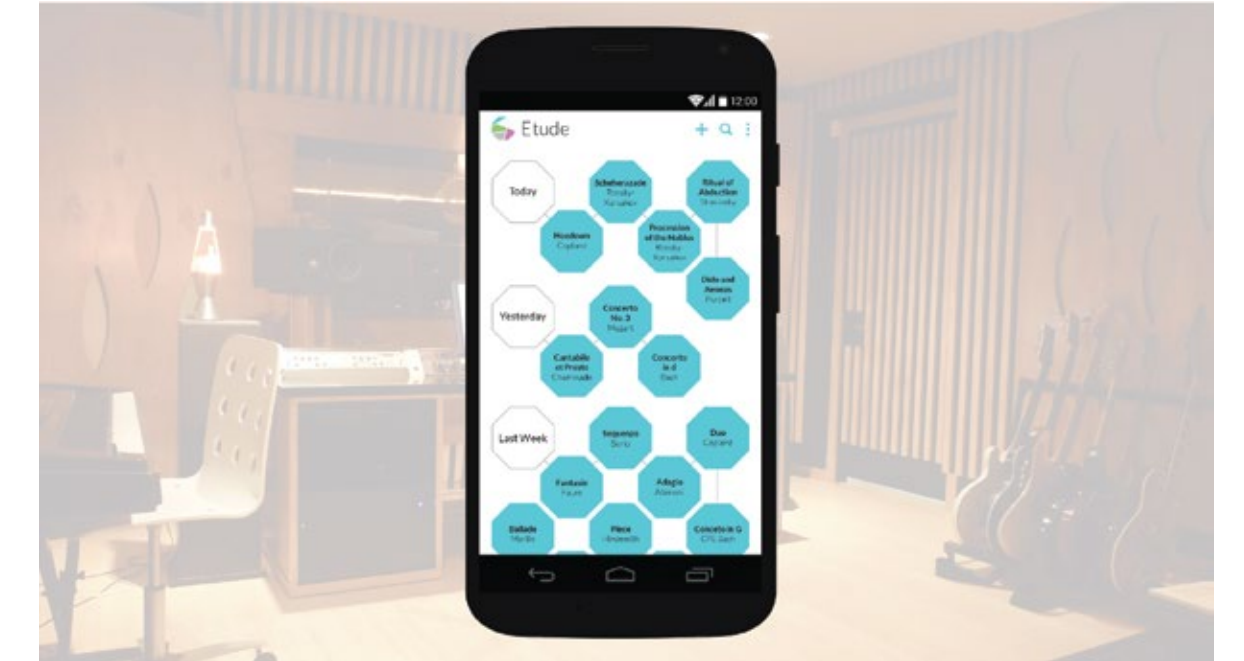 12:00
Etude
Today
Scheherazade
Rimsky-
Korsakov
Ritual of
Abduction
Stravinsky
Hoedown
Copland
Procession
of the Nobles
Rimsky-
Korsakov
Dido and
Aeneas
Purcell
Yesterday
Concerto
No. 3
Mozart
Cantabile
et Presto
Chaminade
Concerto
in d
Bach
Last Week
Sequenza
Berio
Duo
Copland
Fantasie
Faure
Adagio
Ballade
Martin
Piece
Hindemith
Concerto in G
CPE Bach